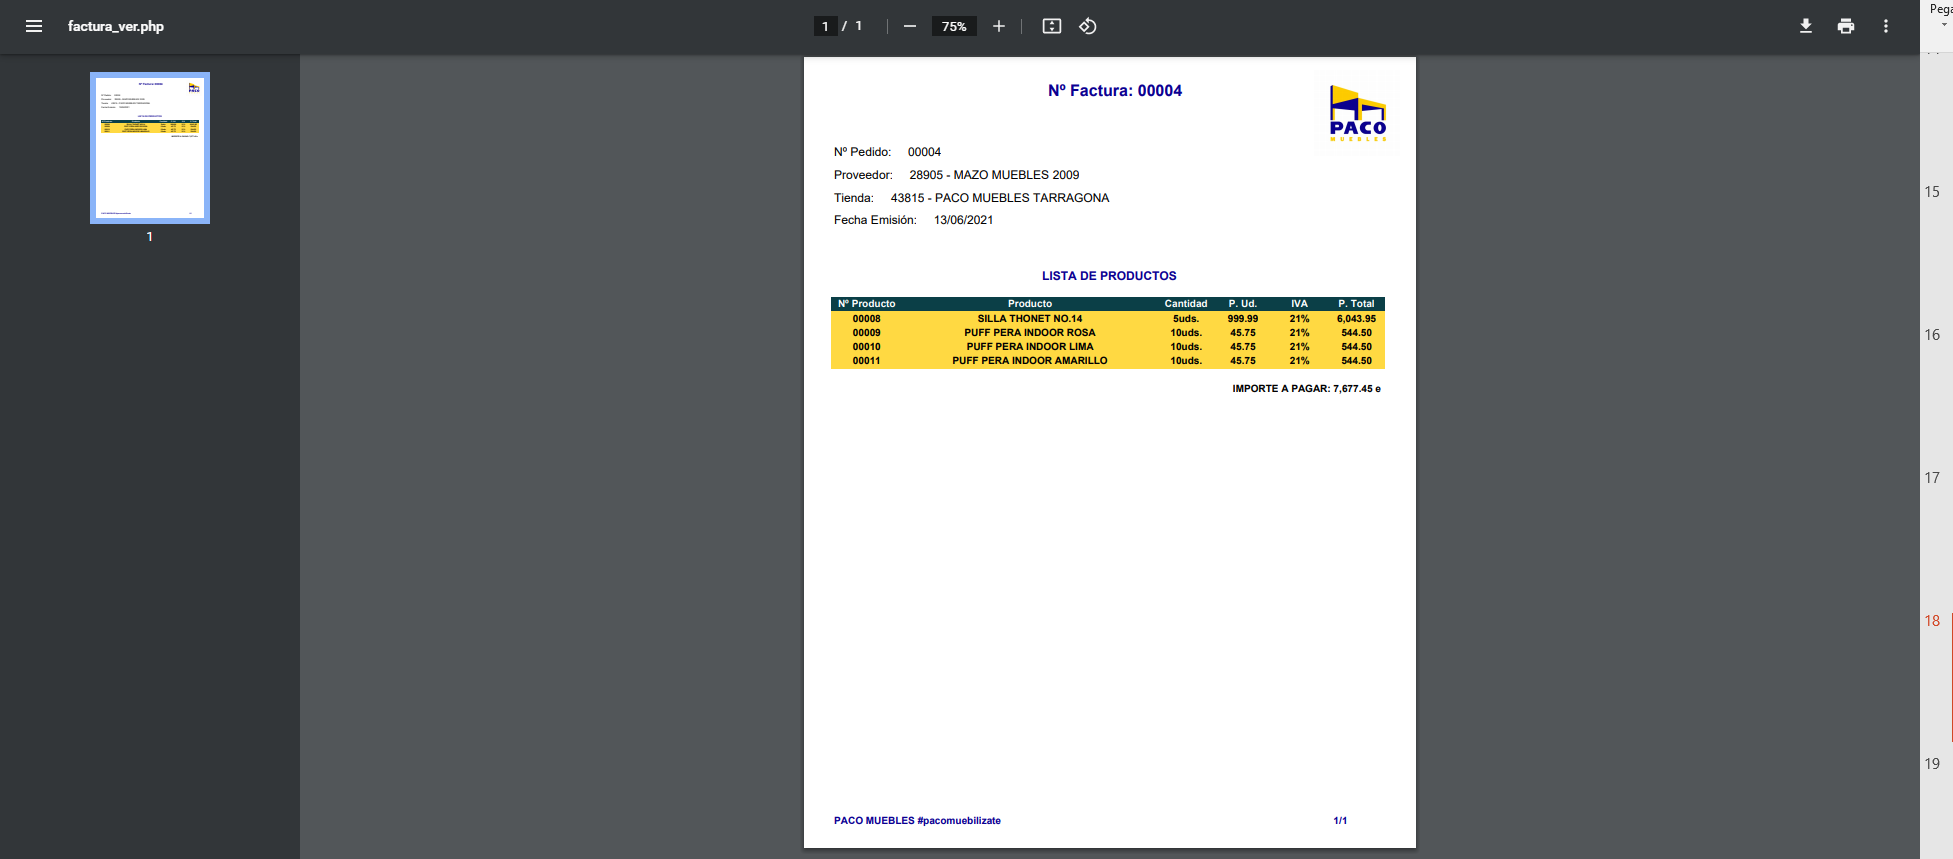 factura_ver.php
1 / 1
75%
Pega
1
Nº Factura: 00004
PACO
MUEBLES
Nº Pedido: 00004
Proveedor: 28905 - MAZO MUEBLES 2009
Tienda: 43815 - PACO MUEBLES TARRAGONA
Fecha Emisión: 13/06/2021
LISTA DE PRODUCTOS
Nº Producto Producto Cantidad P. Ud. IVA P. Total
00008 SILLA THONET NO.14 5uds. 999.99 21% 6,043.95
00009 PUFF PERA INDOOR ROSA 10uds. 45.75 21% 544.50
00010 PUFF PERA INDOOR LIMA 10uds. 45.75 21% 544.50
00011 PUFF PERA INDOOR AMARILLO 10uds. 45.75 21% 544.50
IMPORTE A PAGAR: 7,677.45 e
PACO MUEBLES #pacomuebilizate 1/1
15
16
17
18
19